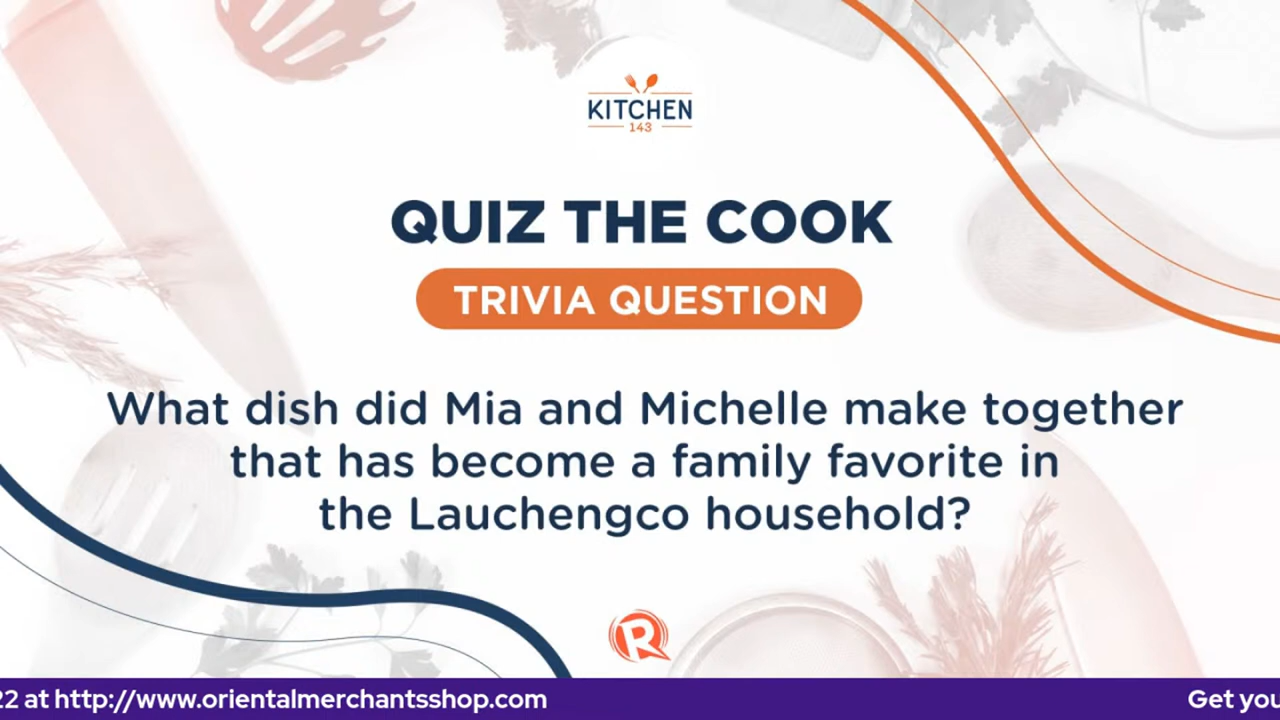 KITCHEN
143
QUIZ THE COOK
TRIVIA QUESTION
What dish did Mia and Michelle make together
that has become a family favorite in
the Lauchengco household?
R
22 at http://www.orientalmerchantsshop.com
Get you